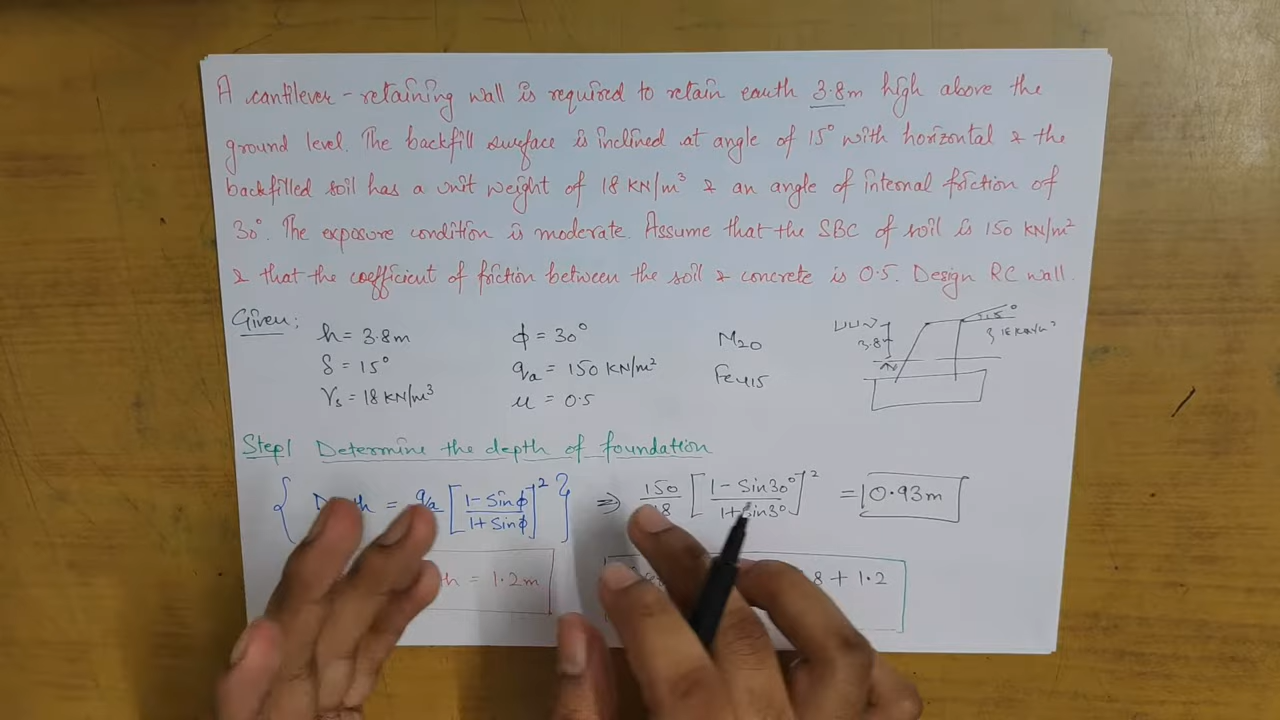 A cantilever - retaining wall is required to retain earth 3.8m high above the
ground level. The backfill surface is inclined at angle of 15° with horizontal & the
backfilled soil has a unit weight of 18 KN/m³ & an angle of internal friction of
30°. The exposure condition is moderate. Assume that the SBC of soil is 150 KN/m²
& that the coefficient of friction between the soil & concrete is 0.5. Design RC wall.
Given:
h = 3.8m
ϕ = 30°
M20
δ = 15°
qa = 150 KN/m²
Fe415
γs = 18 KN/m³
μ = 0.5
15°
3.8
18 KN/m³
Step1 Determine the depth of foundation
= qa [1 - Sinϕ / 1 + Sinϕ]² ⇒ 150 [1 - Sin30° / 1 + Sin30]² = 0.93m
= 1.2m
8 + 1.2